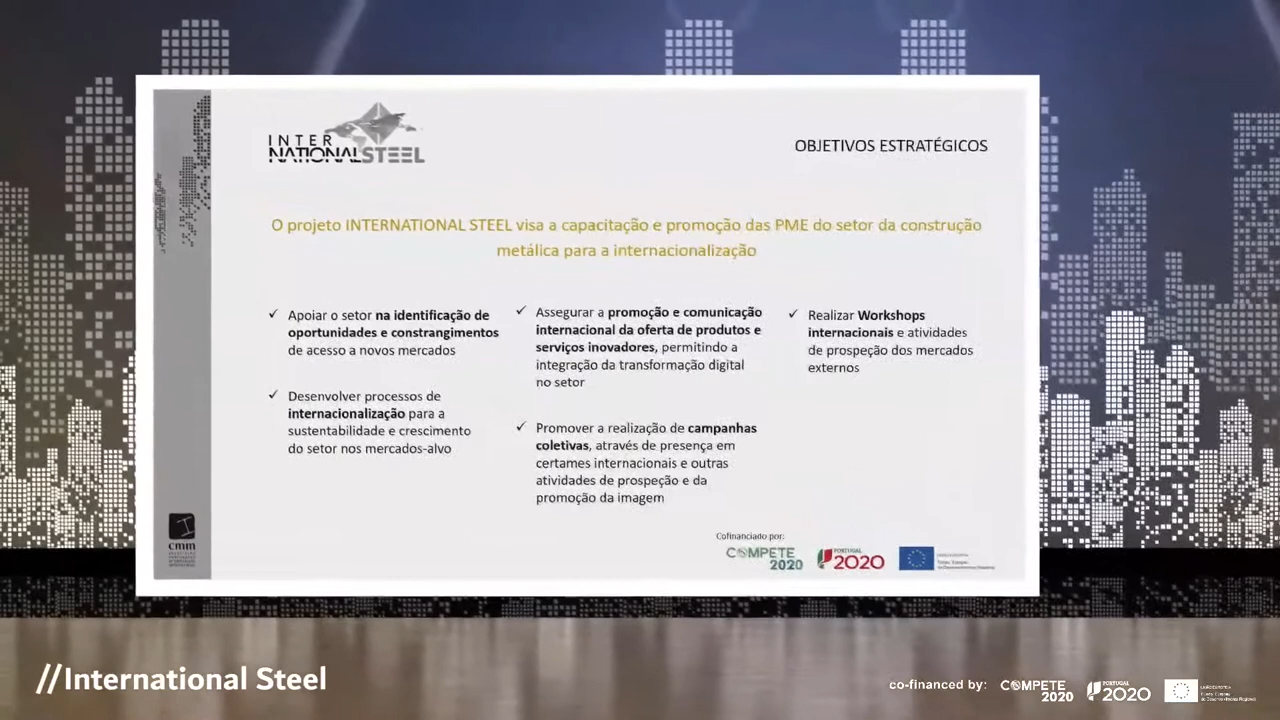 INTER
NATIONALSTEEL
OBJETIVOS ESTRATÉGICOS
O projeto INTERNATIONAL STEEL visa a capacitação e promoção das PME do setor da construção
metálica para a internacionalização
✓ Apoiar o setor na identificação de
oportunidades e constrangimentos
de acesso a novos mercados
✓ Desenvolver processos de
internacionalização para a
sustentabilidade e crescimento
do setor nos mercados-alvo
✓ Assegurar a promoção e comunicação
internacional da oferta de produtos e
serviços inovadores, permitindo a
integração da transformação digital
no setor
✓ Promover a realização de campanhas
coletivas, através de presença em
certames internacionais e outras
atividades de prospeção e da
promoção da imagem
✓ Realizar Workshops
internacionais e atividades
de prospeção dos mercados
externos
cmm
Cofinanciado por:
COMPETE
2020
PORTUGAL
2020
//International Steel
co-financed by:
COMPETE
2020
PORTUGAL
2020